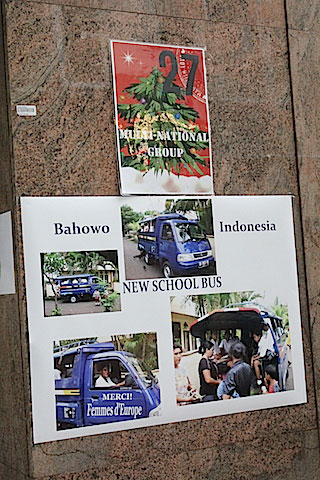 27
MULTI-NATIONAL
GROUP
Bahowo
Indonesia
NEW SCHOOL BUS
MERCI!
Femmes d'Europe